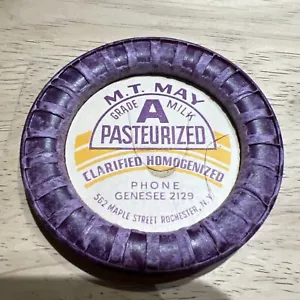 M.T. MAY
GRADE A MILK
PASTEURIZED
CLARIFIED HOMOGENIZED
PHONE
GENESEE 2129
562 MAPLE STREET ROCHESTER, N.Y.